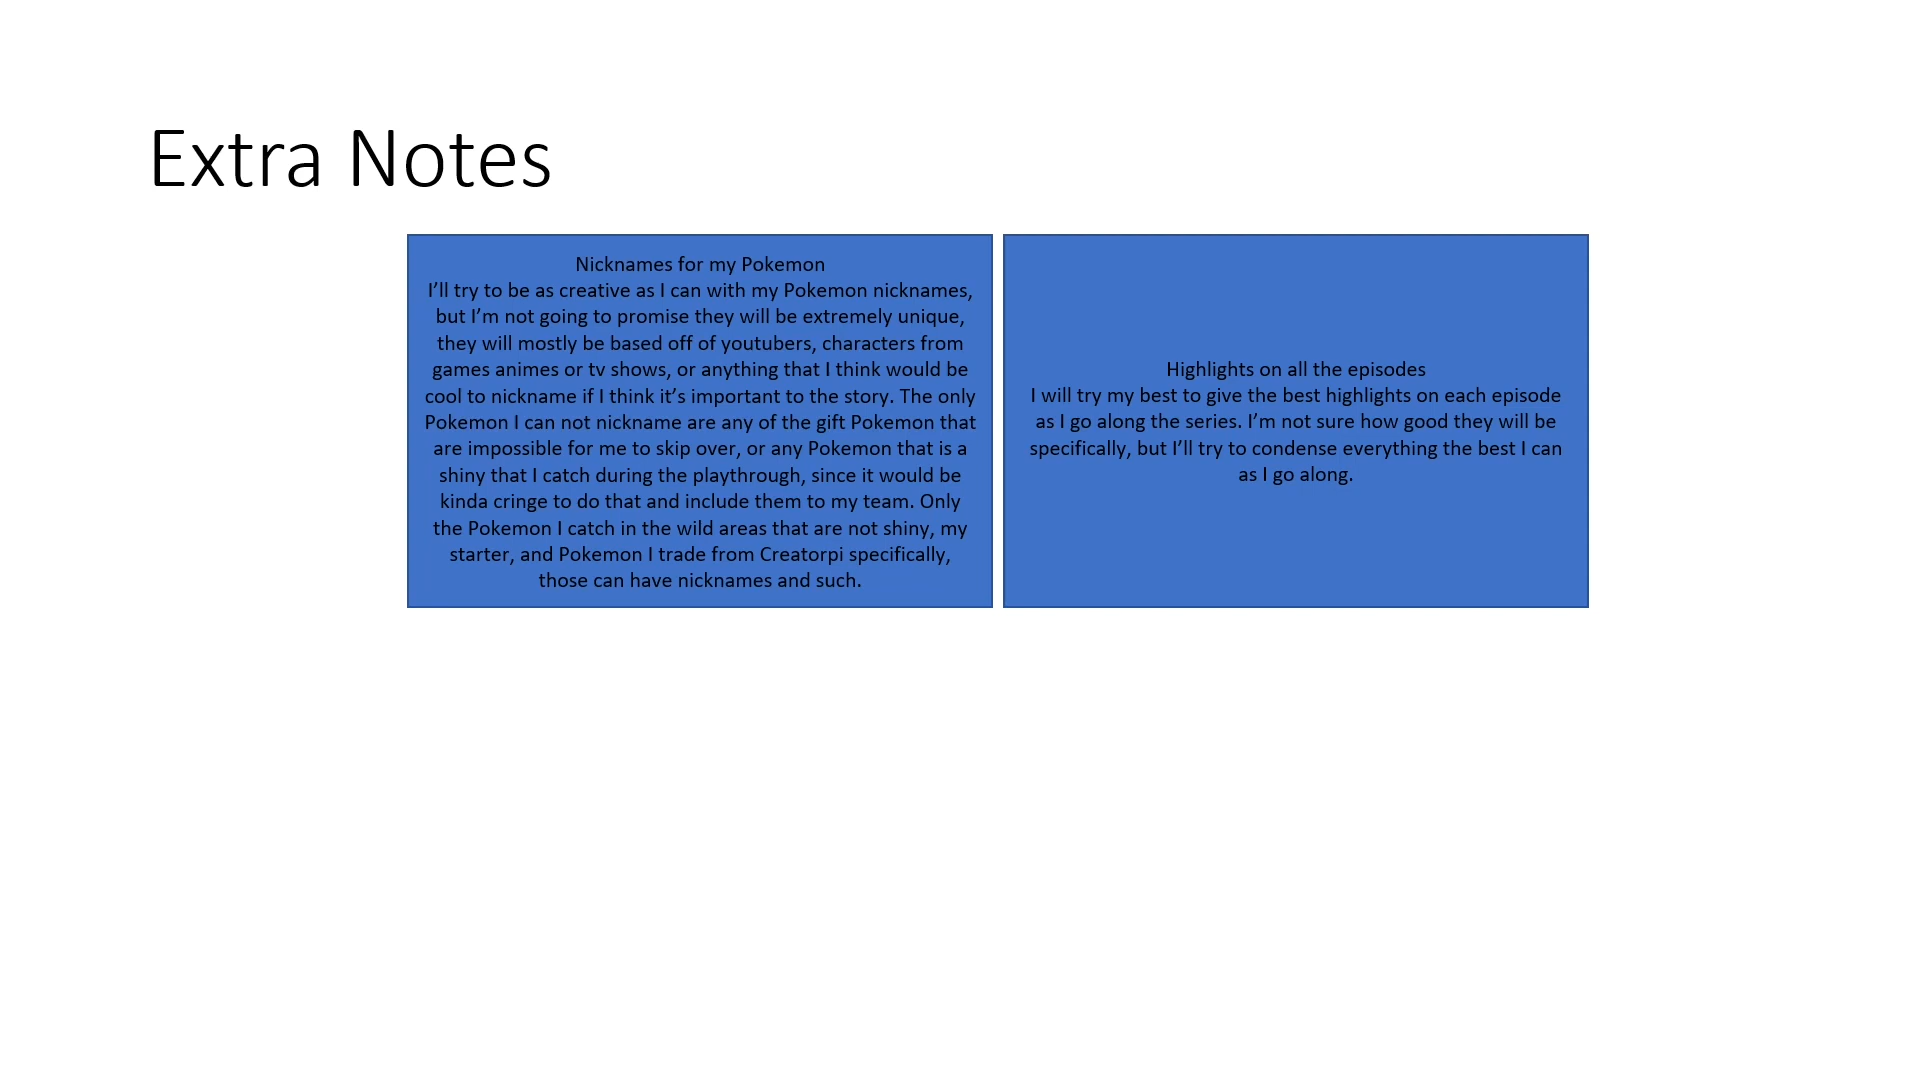 Extra Notes
Nicknames for my Pokemon
I’ll try to be as creative as I can with my Pokemon nicknames,
but I’m not going to promise they will be extremely unique,
they will mostly be based off of youtubers, characters from
games animes or tv shows, or anything that I think would be
cool to nickname if I think it’s important to the story. The only
Pokemon I can not nickname are any of the gift Pokemon that
are impossible for me to skip over, or any Pokemon that is a
shiny that I catch during the playthrough, since it would be
kinda cringe to do that and include them to my team. Only
the Pokemon I catch in the wild areas that are not shiny, my
starter, and Pokemon I trade from Creatorpi specifically,
those can have nicknames and such.
Highlights on all the episodes
I will try my best to give the best highlights on each episode
as I go along the series. I’m not sure how good they will be
specifically, but I’ll try to condense everything the best I can
as I go along.